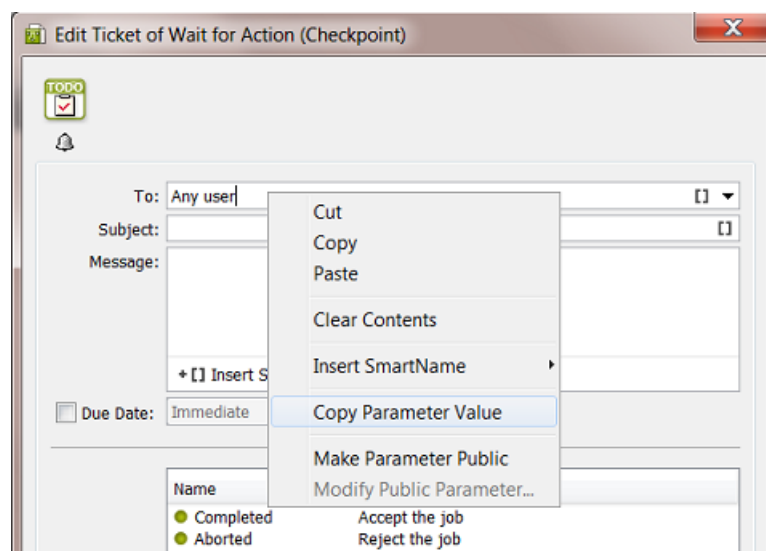 Edit Ticket of Wait for Action (Checkpoint)
X
TODO
To: Any user [] 
Subject: []
Message:
+[] Insert S
Due Date: Immediate
Cut
Copy
Paste
Clear Contents
Insert SmartName
Copy Parameter Value
Make Parameter Public
Modify Public Parameter...
Name
Completed Accept the job
Aborted Reject the job